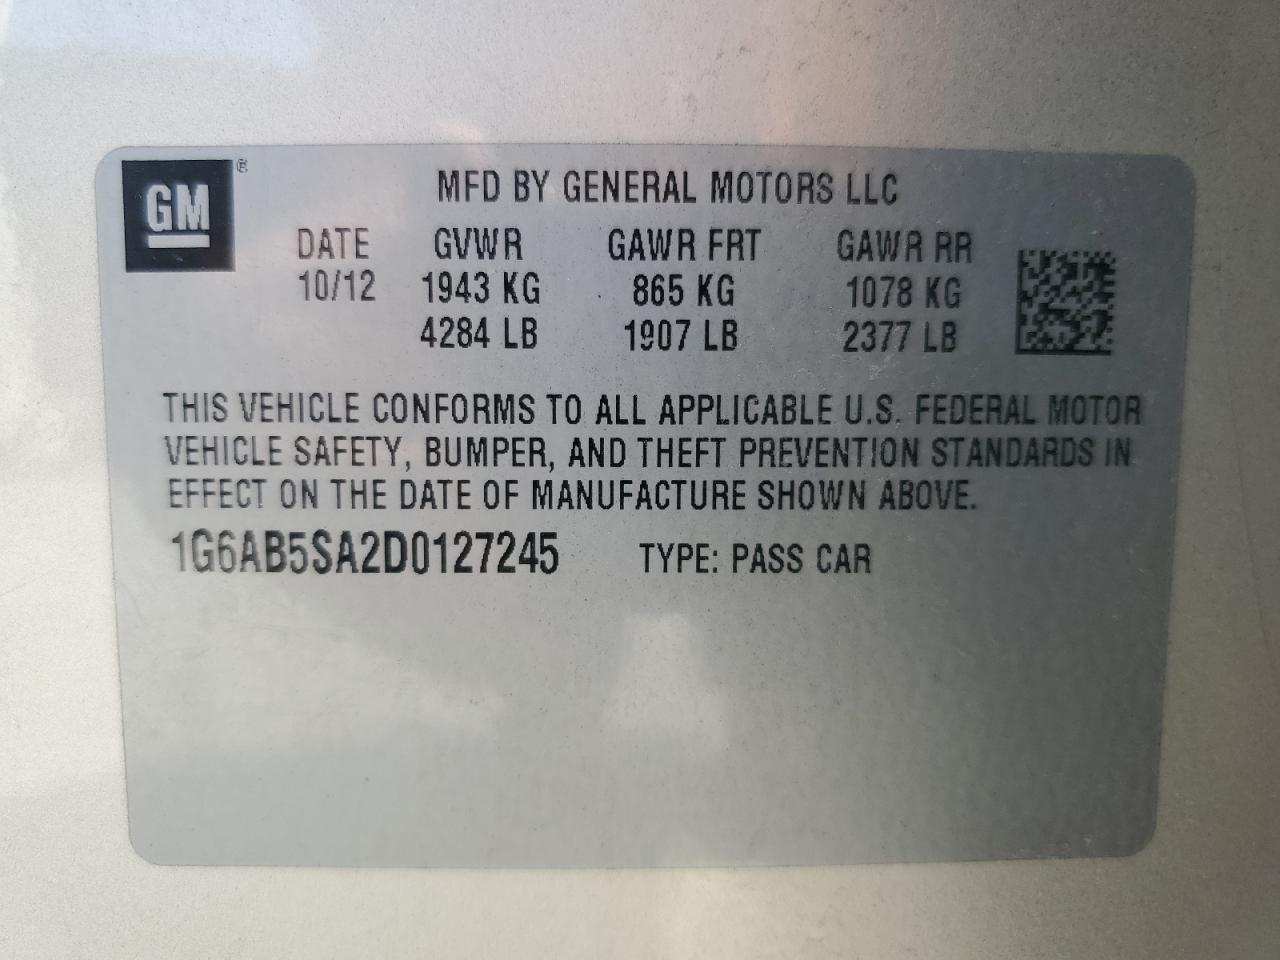 GM ®
MFD BY GENERAL MOTORS LLC
DATE GVWR GAWR FRT GAWR RR
10/12 1943 KG 865 KG 1078 KG
4284 LB 1907 LB 2377 LB
THIS VEHICLE CONFORMS TO ALL APPLICABLE U.S. FEDERAL MOTOR
VEHICLE SAFETY, BUMPER, AND THEFT PREVENTION STANDARDS IN
EFFECT ON THE DATE OF MANUFACTURE SHOWN ABOVE.
1G6AB5SA2D0127245 TYPE: PASS CAR